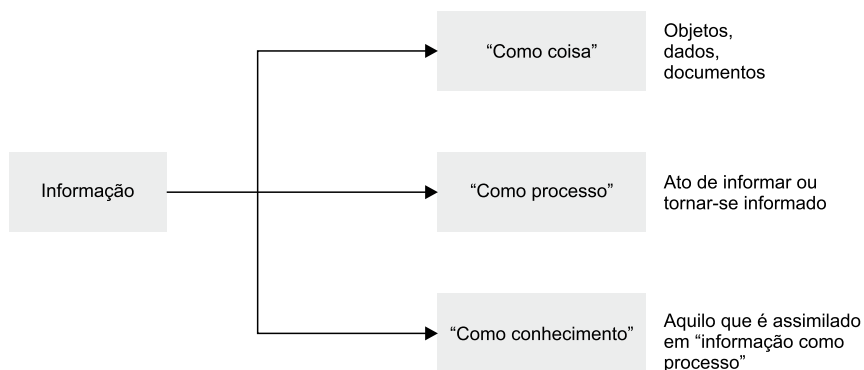 “Como coisa”
Objetos,
dados,
documentos
Informação
“Como processo”
Ato de informar ou
tornar-se informado
“Como conhecimento”
Aquilo que é assimilado
em “informação como
processo”